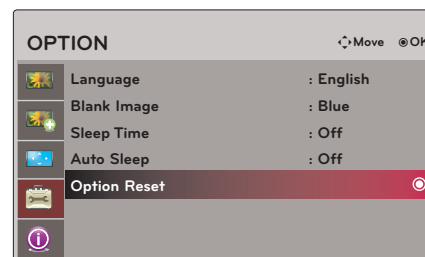 OPTION Move OK
Language : English
Blank Image : Blue
Sleep Time : Off
Auto Sleep : Off
Option Reset